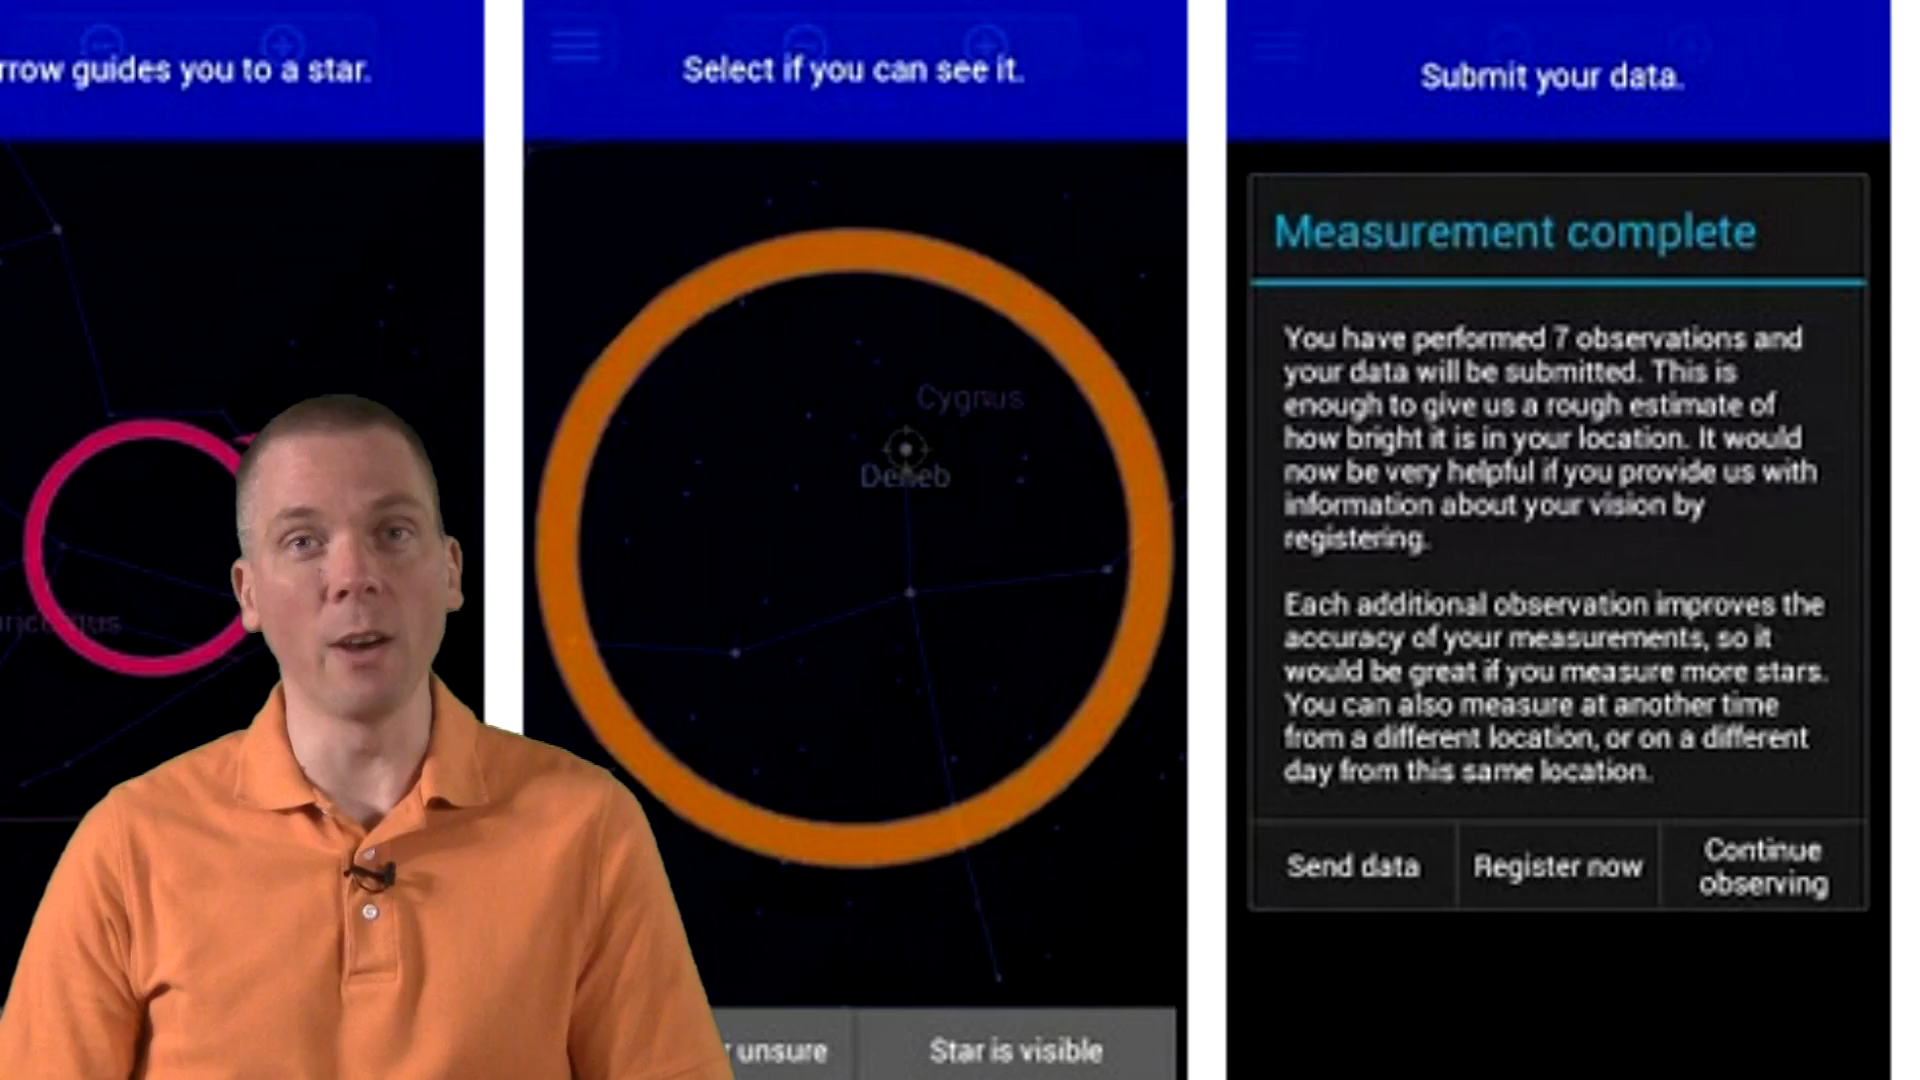 rrow guides you to a star.
Select if you can see it.
Cygnus
Deneb
unsure
Star is visible
Submit your data.
Measurement complete
You have performed 7 observations and
your data will be submitted. This is
enough to give us a rough estimate of
how bright it is in your location. It would
now be very helpful if you provide us with
information about your vision by
registering.
Each additional observation improves the
accuracy of your measurements, so it
would be great if you measure more stars.
You can also measure at another time
from a different location, or on a different
day from this same location.
Send data
Register now
Continue
observing